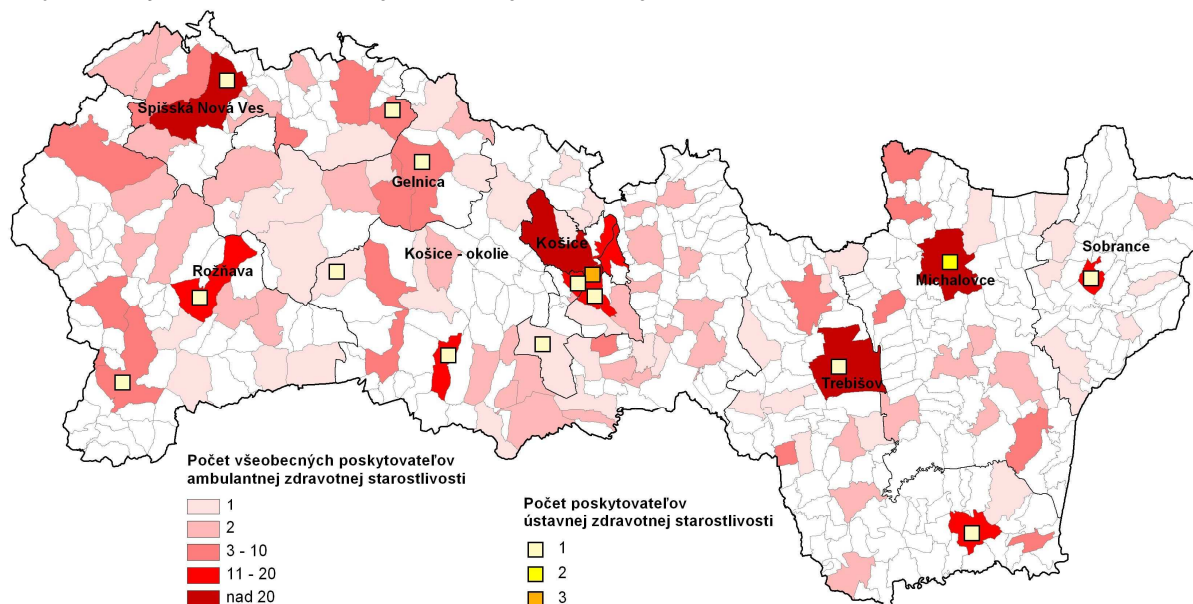 Spišská Nová Ves
Gelnica
Košice
Košice - okolie
Rožňava
Sobrance
Michalovce
Trebišov
Počet všeobecných poskytovateľov
ambulantnej zdravotnej starostlivosti
1
2
3 - 10
11 - 20
nad 20
Počet poskytovateľov
ústavnej zdravotnej starostlivosti
1
2
3